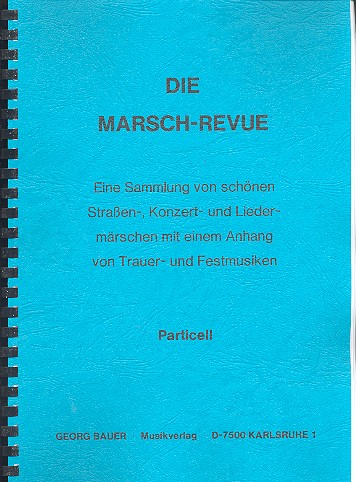 DIE
MARSCH-REVUE
Eine Sammlung von schönen
Straßen-, Konzert- und Lieder-
märschen mit einem Anhang
von Trauer- und Festmusiken
Particell
GEORG BAUER Musikverlag D-7500 KARLSRUHE 1